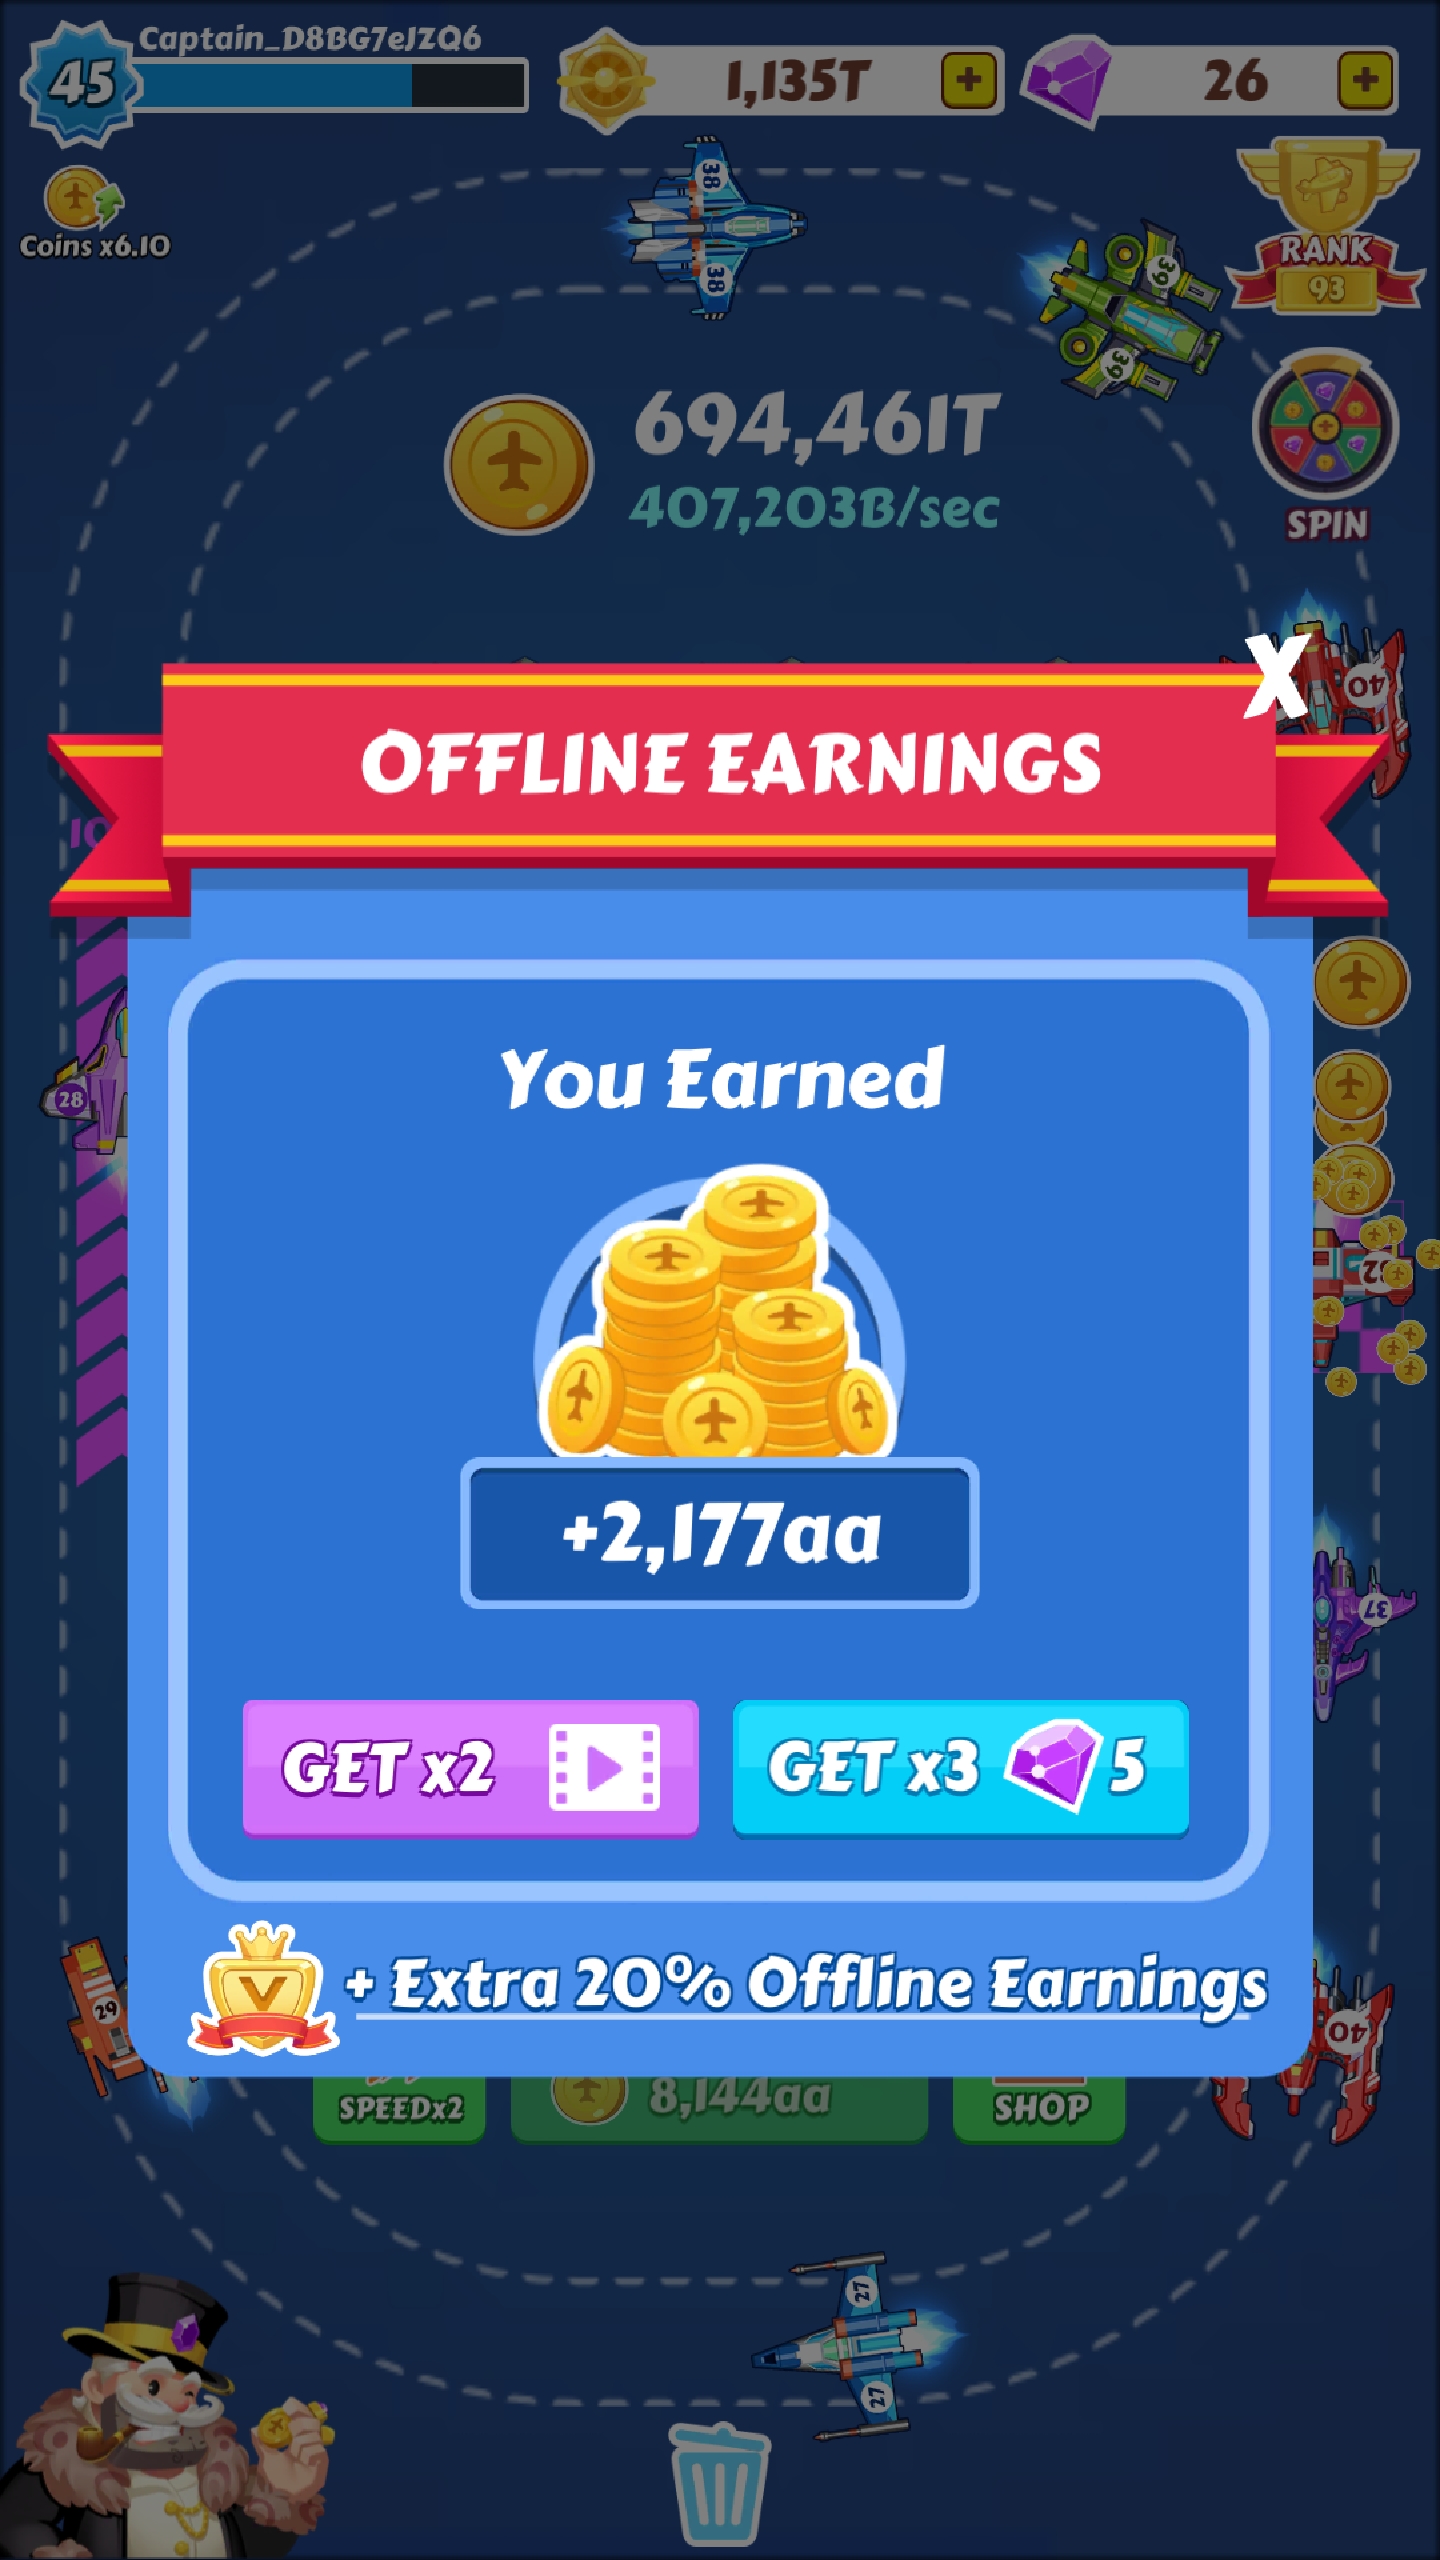 Captain_D8BG7eJZQ6
45
1,135T
26
Coins x6.10
RANK
93
38
38
39
39
694,461T
407,203B/sec
SPIN
40
X
OFFLINE EARNINGS
You Earned
28
+2,177aa
37
GET x2
GET x3 5
V
+ Extra 20% Offline Earnings
29
40
SPEEDx2
8,144aa
SHOP
27
27